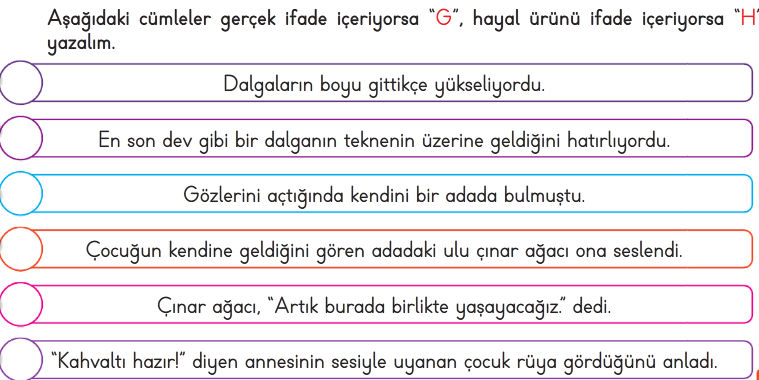 Aşağıdaki cümleler gerçek ifade içeriyorsa “G”, hayal ürünü ifade içeriyorsa “H”
yazalım.
Dalgaların boyu gittikçe yükseliyordu.
En son dev gibi bir dalganın teknenin üzerine geldiğini hatırlıyordu.
Gözlerini açtığında kendini bir adada bulmuştu.
Çocuğun kendine geldiğini gören adadaki ulu çınar ağacı ona seslendi.
Çınar ağacı, “Artık burada birlikte yaşayacağız.” dedi.
“Kahvaltı hazır!” diyen annesinin sesiyle uyanan çocuk rüya gördüğünü anladı.